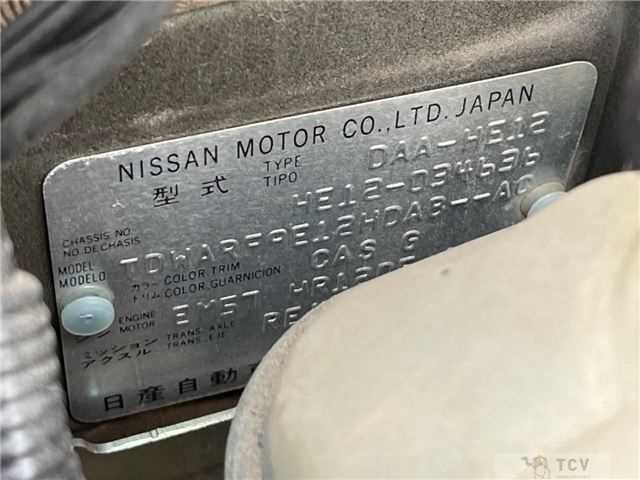 NISSAN MOTOR CO.,LTD. JAPAN
型式 TYPE TIPO DAA-HE12
CHASSIS NO. NO.DE CHASIS HE12-034636
MODEL MODELO TDWARFPE12HDA8--AC
カラー COLOR,TRIM トリム COLOR,GUARNICION CAS G
ENGINE MOTOR EM57 HR12DE
ミッション アクスル TRANS. AXLE TRANS. EJE
日産自動
TCV